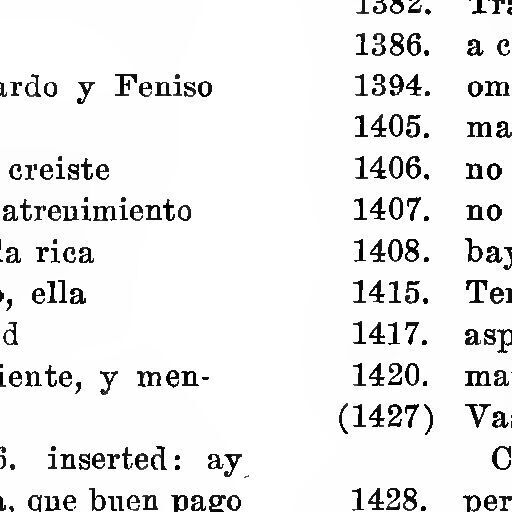 ardo y Feniso
creiste
atreuimiento
la rica
, ella
d
iente, y men-
6. inserted: ay
a, que buen pago
1382. Tra
1386. a c
1394. om
1405. ma
1406. no
1407. no
1408. bay
1415. Ter
1417. asp
1420. ma
(1427) Vas
C
1428. per